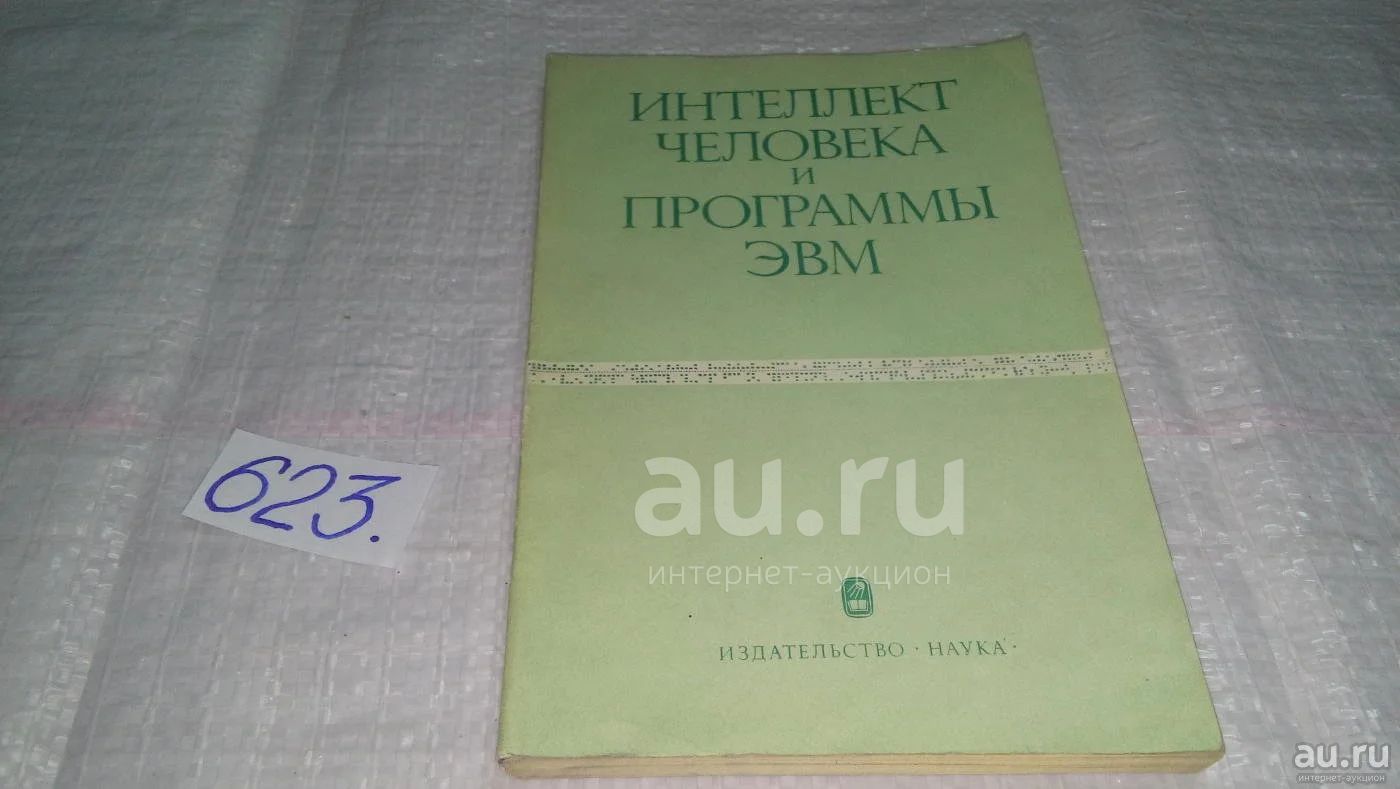 ИНТЕЛЛЕКТ
ЧЕЛОВЕКА
И
ПРОГРАММЫ
ЭВМ
623.
au.ru
интернет-аукцион
ИЗДАТЕЛЬСТВО · НАУКА ·
au.ru
интернет-аукцион